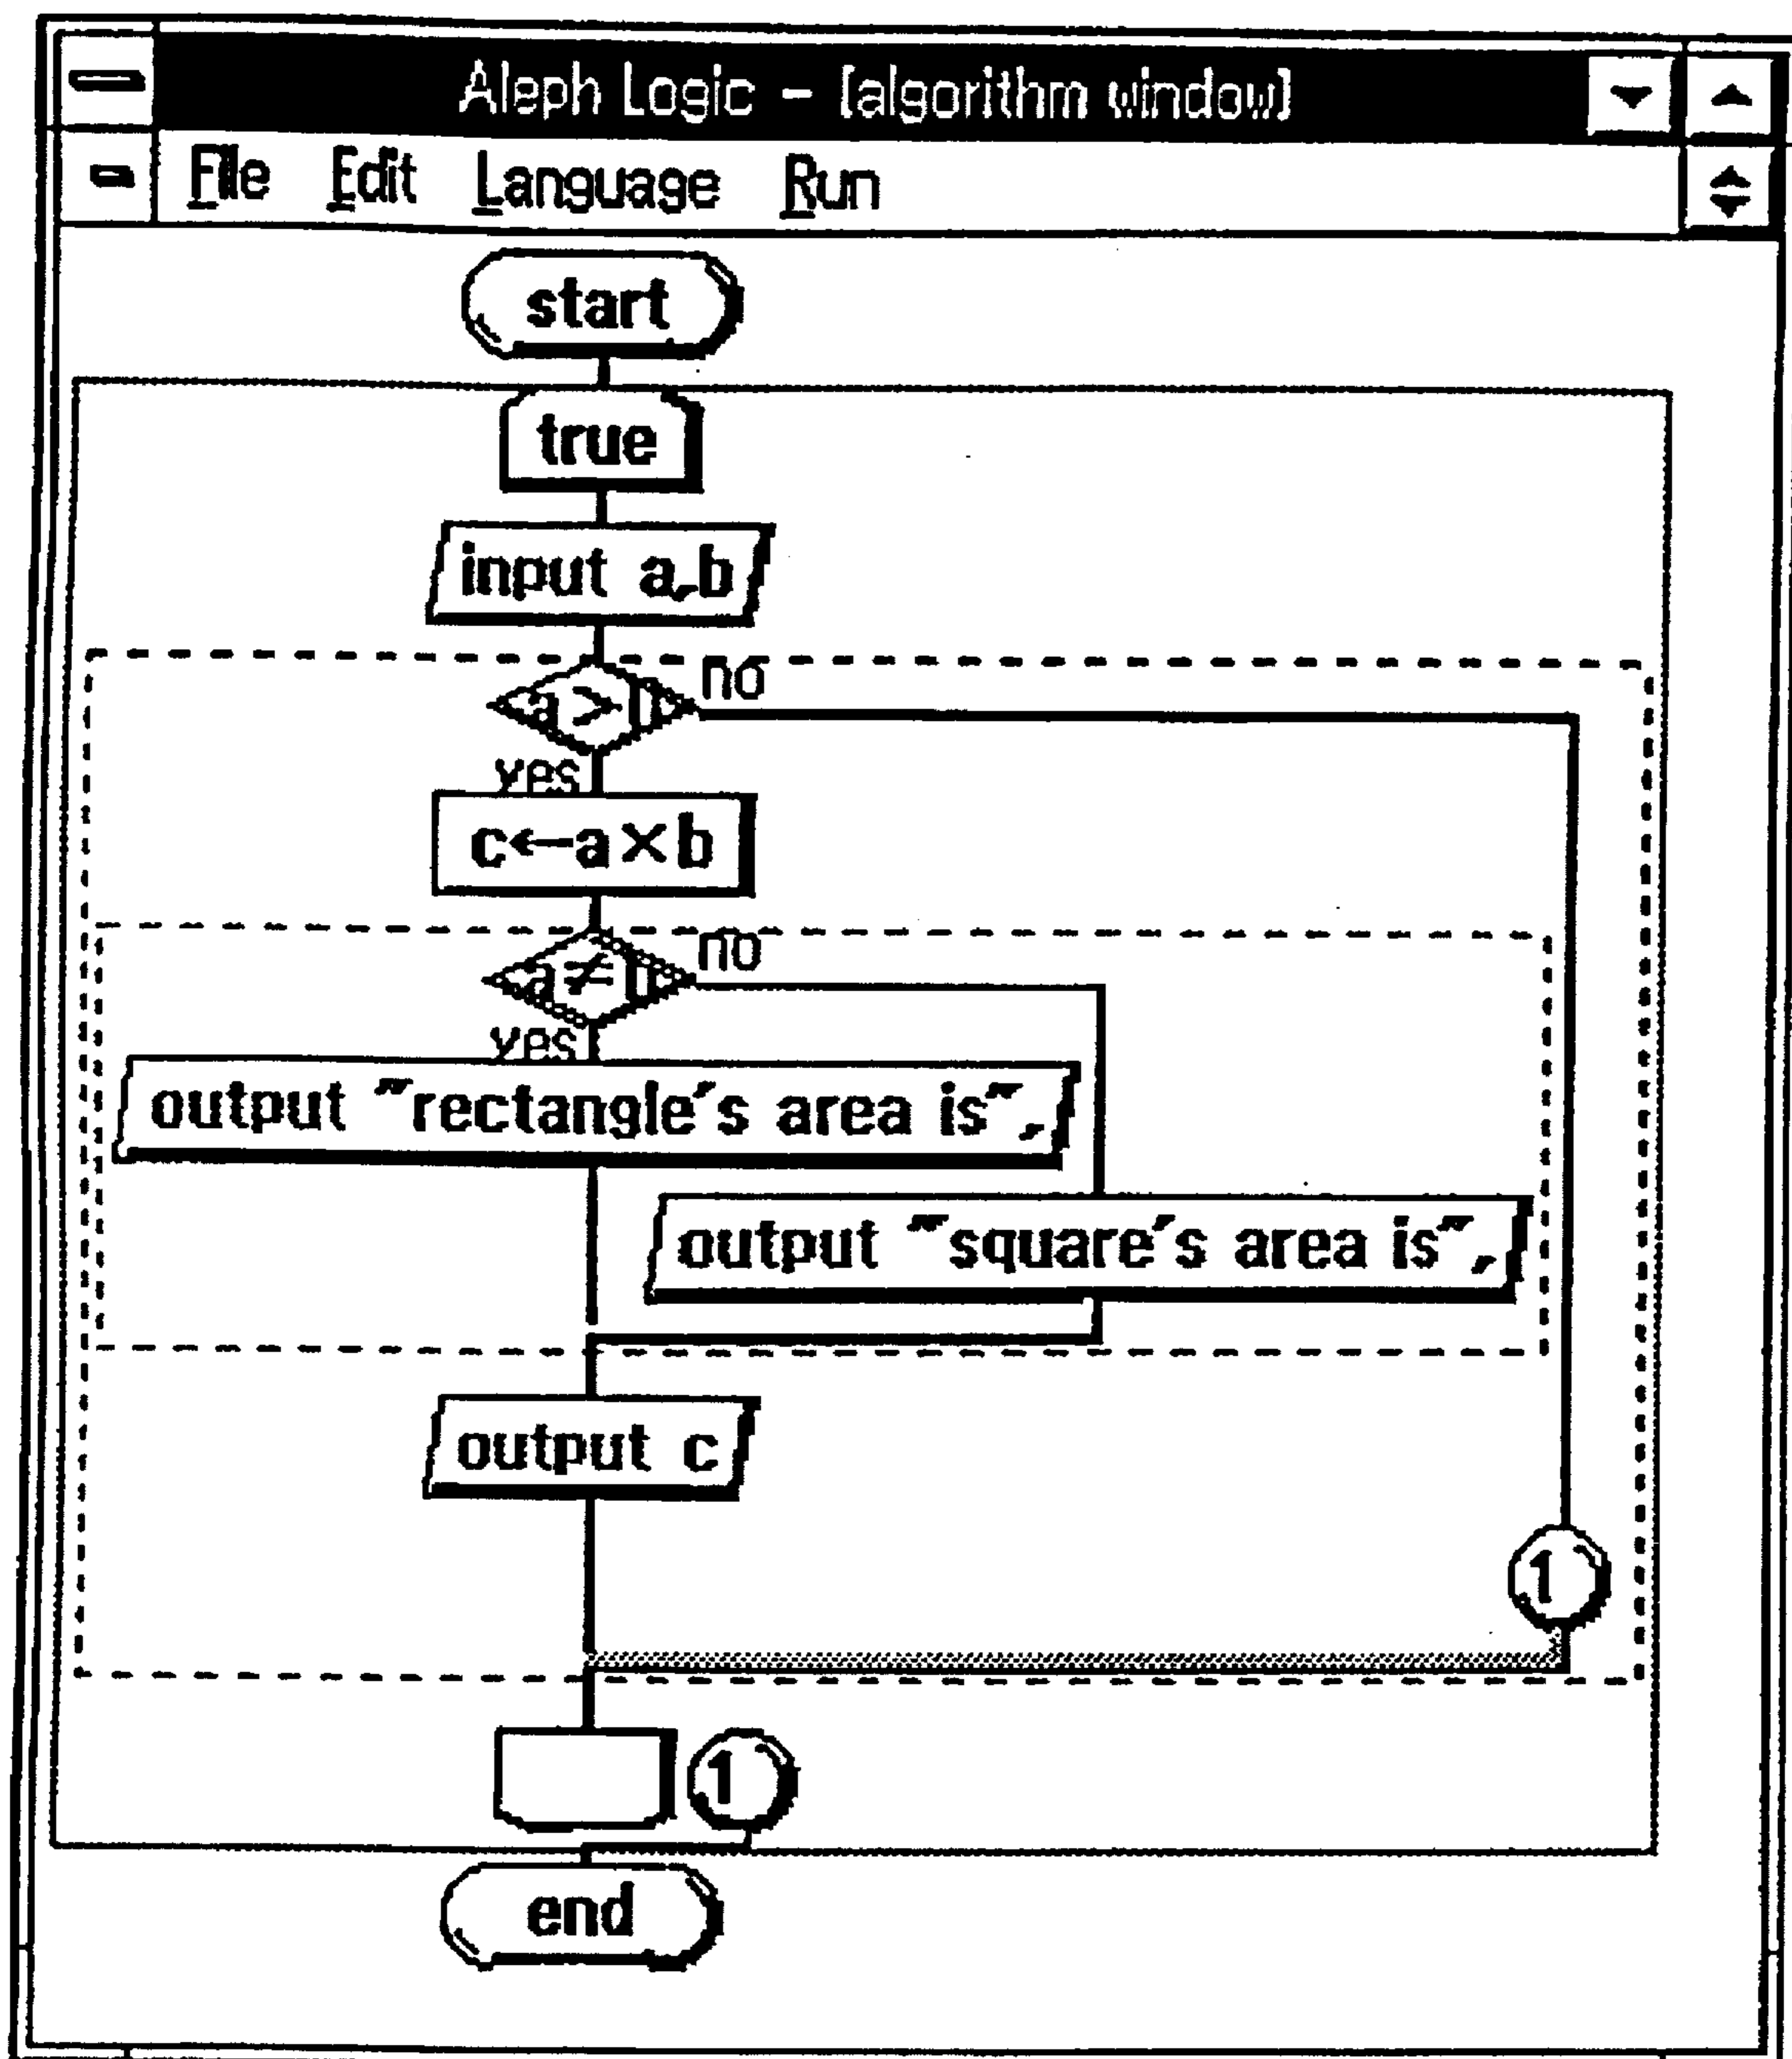 Aleph Logic - [algorithm window]
File Edit Language Run
start
true
input a,b
no
a>
yes
c←a×b
no
a≠b
yes
output "rectangle's area is",
output "square's area is",
output c
1
1
end